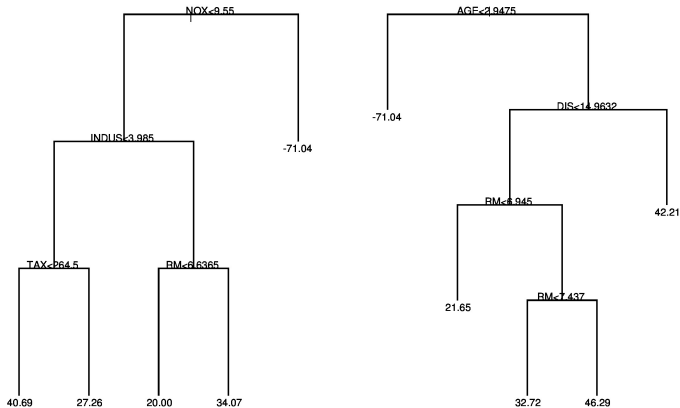 NOX<9.55
AGE<2.9475
DIS<14.9632
-71.04
INDUS<3.985
-71.04
RM<6.945
42.21
TAX<264.5
RM<6.6365
RM<7.437
21.65
40.69
27.26
20.00
34.07
32.72
46.29